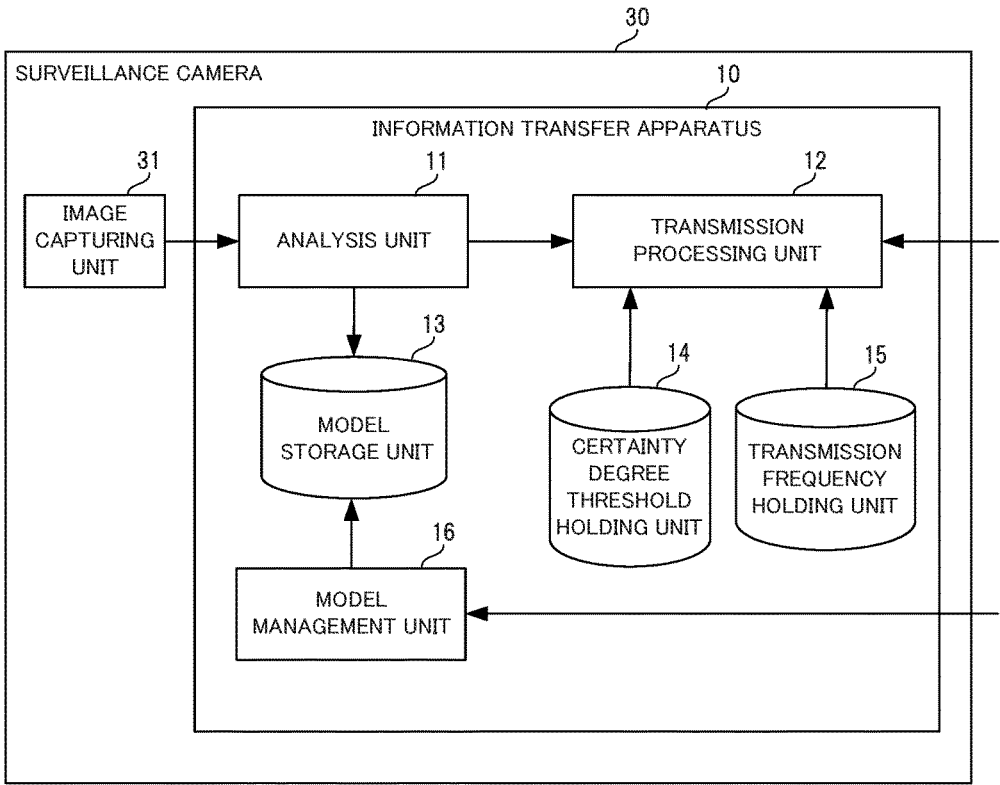 30
SURVEILLANCE CAMERA
10
INFORMATION TRANSFER APPARATUS
31
IMAGE
CAPTURING
UNIT
11
ANALYSIS UNIT
12
TRANSMISSION
PROCESSING UNIT
13
MODEL
STORAGE UNIT
14
CERTAINTY
DEGREE
THRESHOLD
HOLDING UNIT
15
TRANSMISSION
FREQUENCY
HOLDING UNIT
16
MODEL
MANAGEMENT UNIT